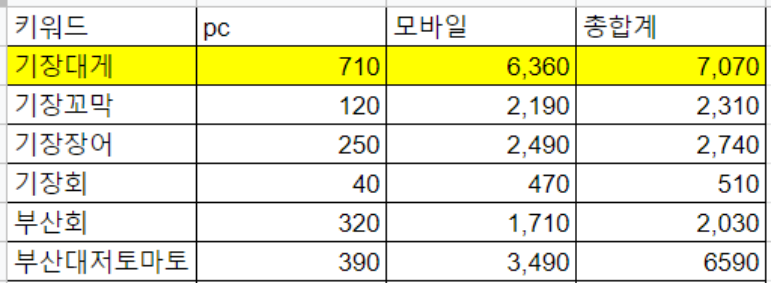 키워드 pc 모바일 총합계
기장대게 710 6,360 7,070
기장꼬막 120 2,190 2,310
기장장어 250 2,490 2,740
기장회 40 470 510
부산회 320 1,710 2,030
부산대저토마토 390 3,490 6590